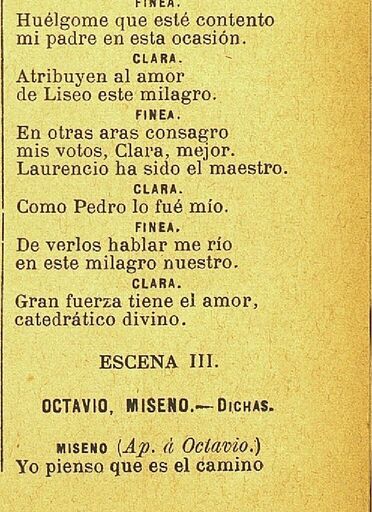 FINEA.
Huélgome que esté contento
mi padre en esta ocasión.
CLARA.
Atribuyen al amor
de Liseo este milagro.
FINEA.
En otras aras consagro
mis votos, Clara, mejor.
Laurencio ha sido el maestro.
CLARA.
Como Pedro lo fué mío.
FINEA.
De verlos hablar me río
en este milagro nuestro.
CLARA.
Gran fuerza tiene el amor,
catedrático divino.
ESCENA III.
OCTAVIO, MISENO.—DICHAS.
MISENO (Ap. á Octavio.)
Yo pienso que es el camino